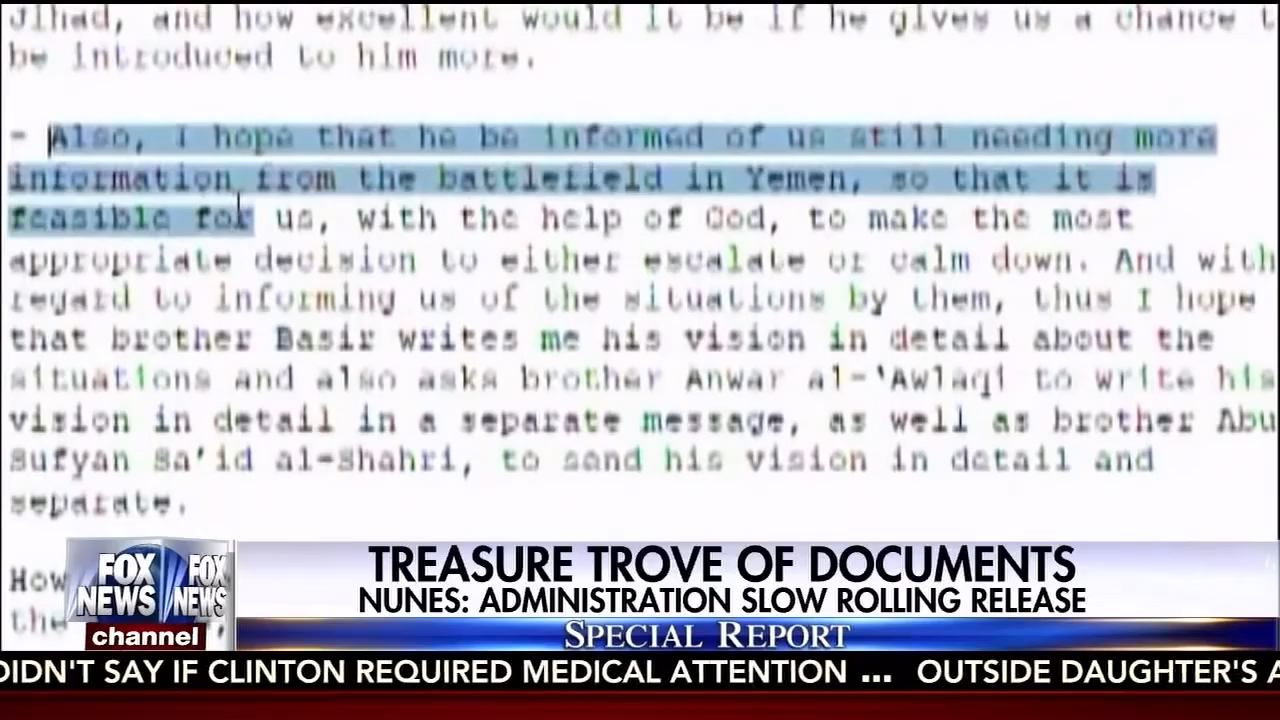 Jihad, and how excellent would it be if he gives us a chance t
be introduced to him more.
- Also, I hope that he be informed of us still needing more
information from the battlefield in Yemen, so that it is
feasible for us, with the help of God, to make the most
appropriate decision to either escalate or calm down. And with
regard to informing us of the situations by them, thus I hope
that brother Basir writes me his vision in detail about the
situations and also asks brother Anwar al-'Awlaqi to write his
vision in detail in a separate message, as well as brother Abu
Sufyan Sa'id al-Shahri, to send his vision in detail and
separate.
How
the
FOX NEWS channel
FOX NEWS
TREASURE TROVE OF DOCUMENTS
NUNES: ADMINISTRATION SLOW ROLLING RELEASE
SPECIAL REPORT
DIDN'T SAY IF CLINTON REQUIRED MEDICAL ATTENTION ... OUTSIDE DAUGHTER'S A